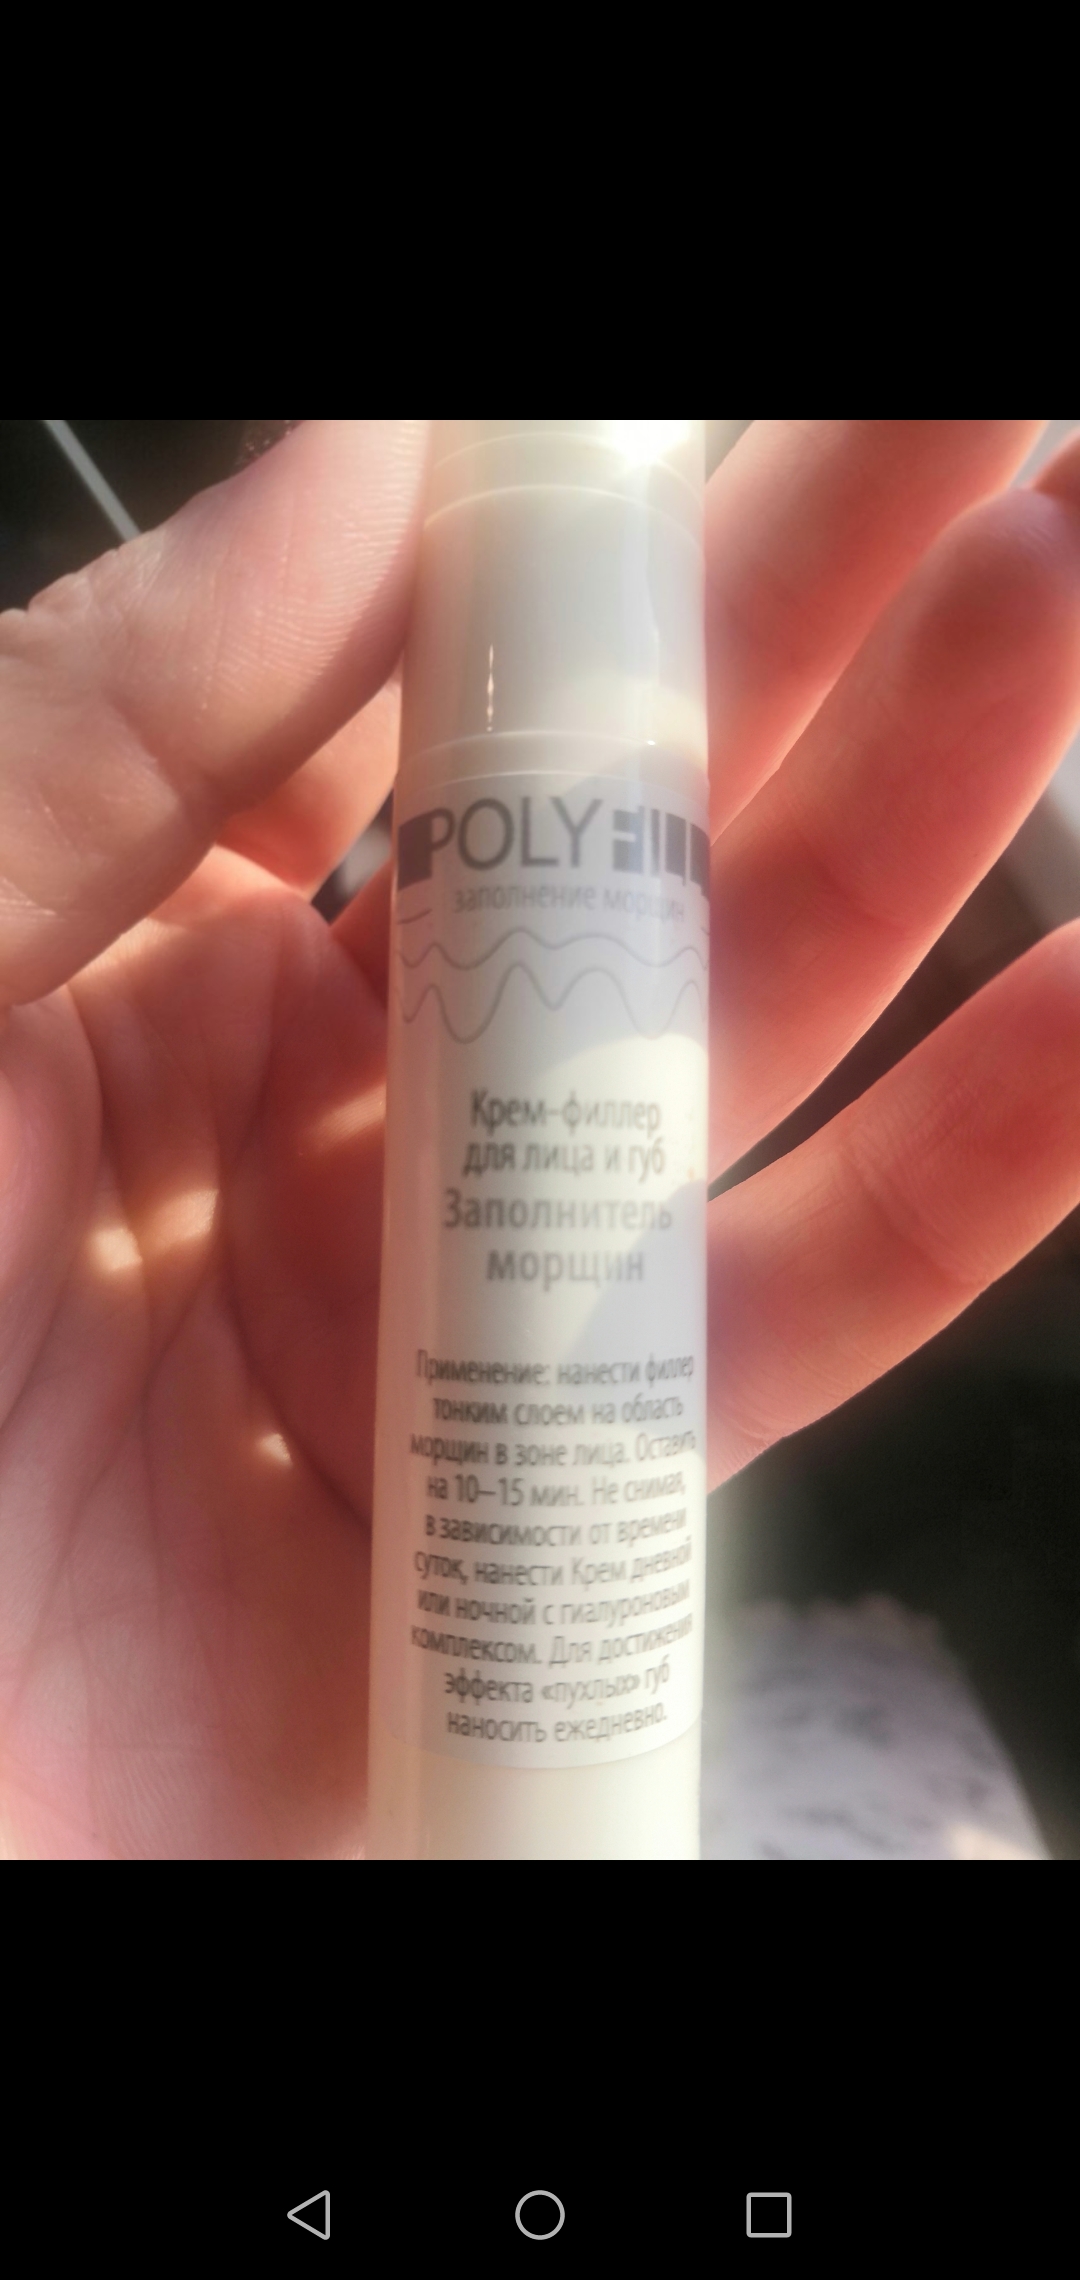 POLY FILL
заполнение морщин
Крем-филлер
для лица и губ
Заполнитель
морщин
Применение: нанести филлер
тонким слоем на область
морщин в зоне лица. Оставить
на 10–15 мин. Не снимая,
в зависимости от времени
суток, нанести Крем дневной
или ночной с гиалуроновым
комплексом. Для достижения
эффекта «пухлых» губ
наносить ежедневно.